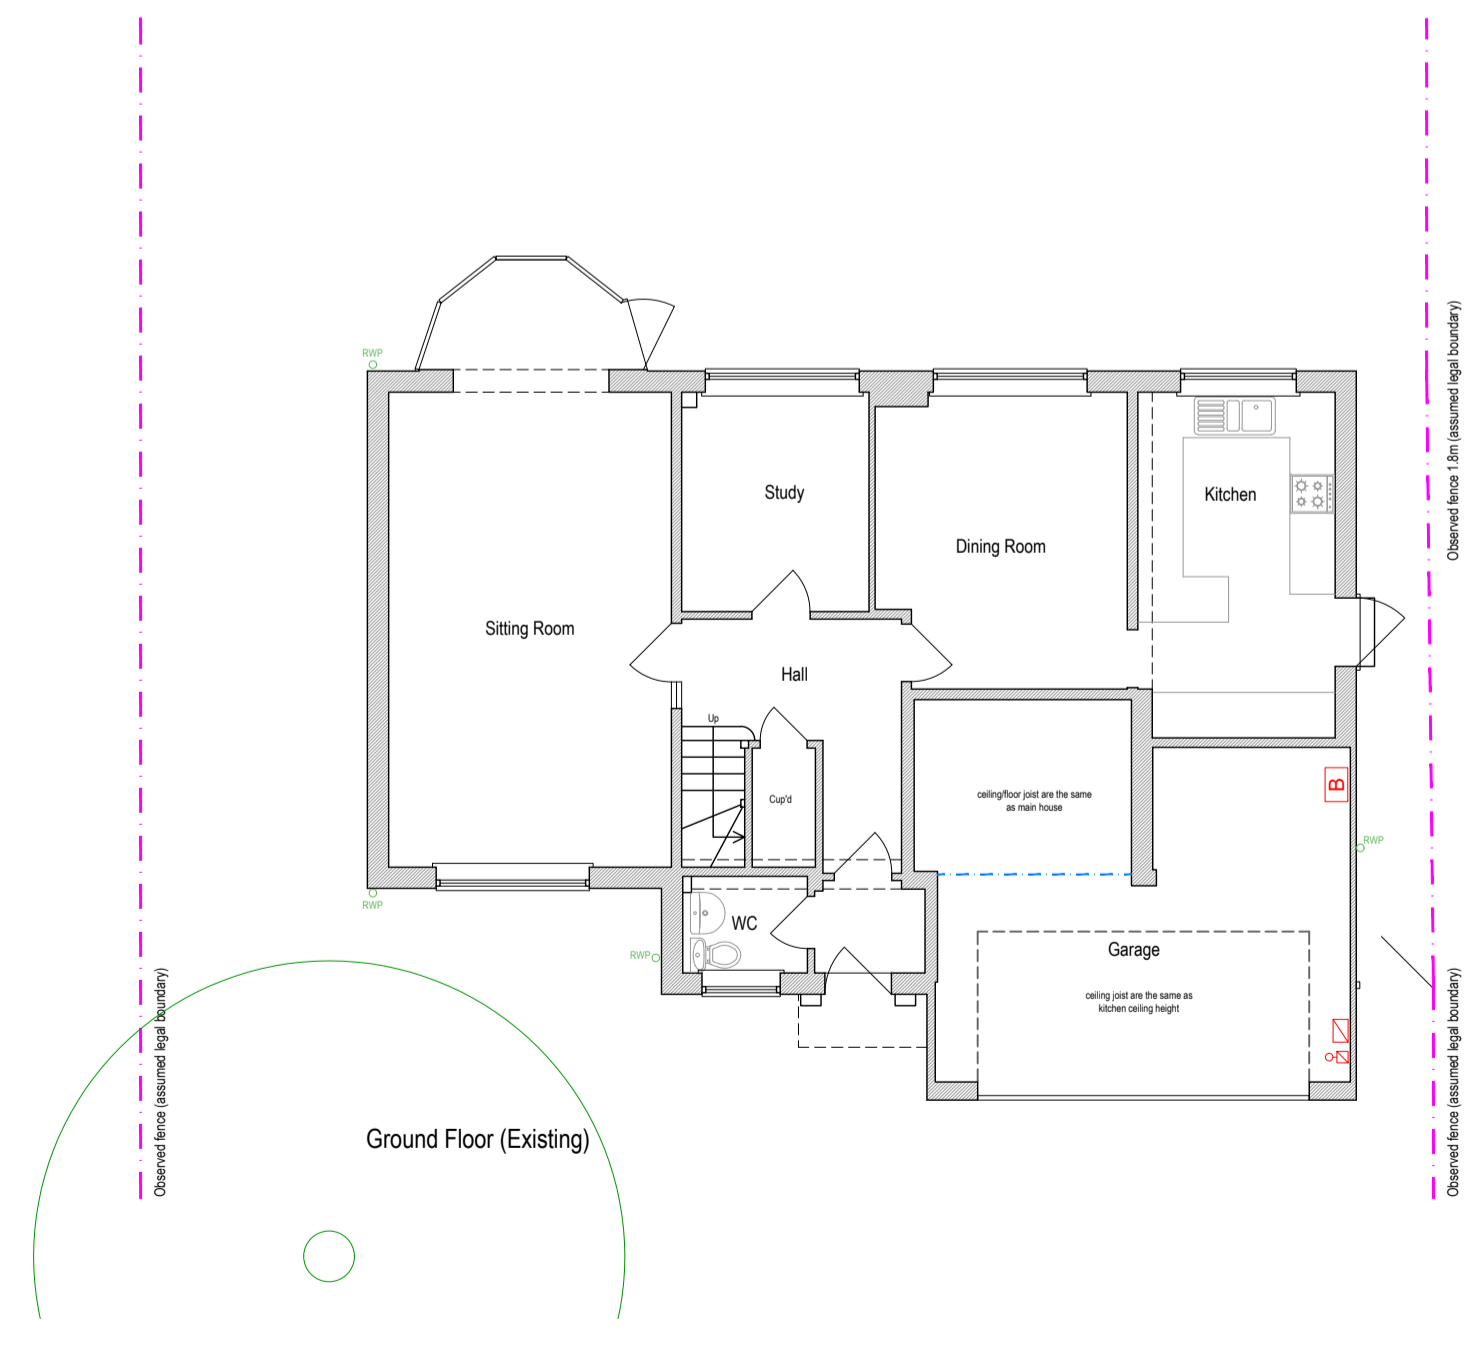 Observed fence 1.8m (assumed legal boundary)
RWP
Study
Kitchen
Dining Room
Sitting Room
Hall
Up
Cup'd
ceiling/floor joist are the same
as main house
B
RWP
RWP
WC
RWP
Garage
ceiling joist are the same as
kitchen ceiling height
Observed fence (assumed legal boundary)
Observed fence (assumed legal boundary)
Ground Floor (Existing)